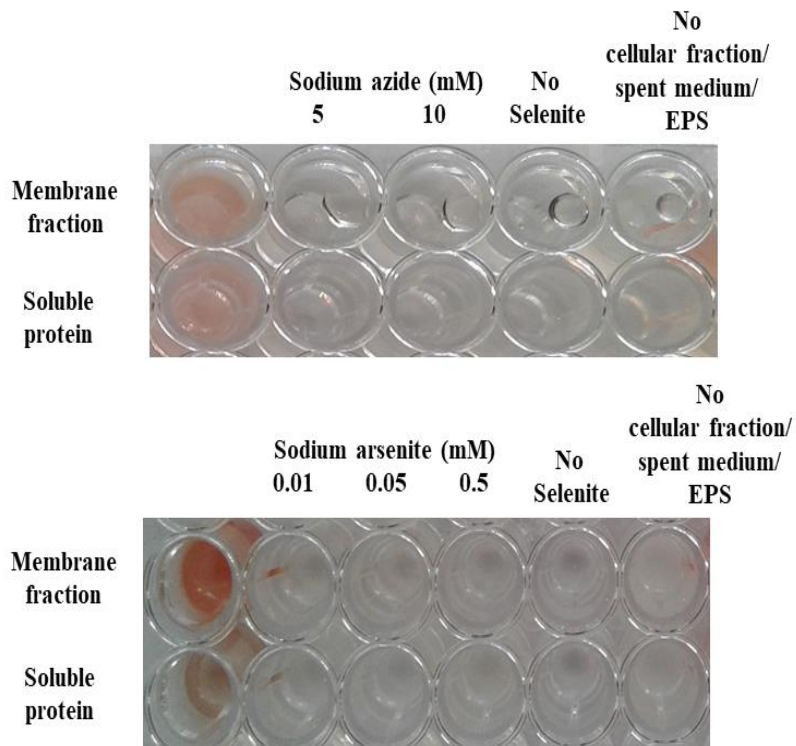 No
cellular fraction/
spent medium/
EPS
Sodium azide (mM)
5 10
No
Selenite
Membrane
fraction
Soluble
protein
No
cellular fraction/
spent medium/
EPS
Sodium arsenite (mM)
0.01 0.05 0.5
No
Selenite
Membrane
fraction
Soluble
protein